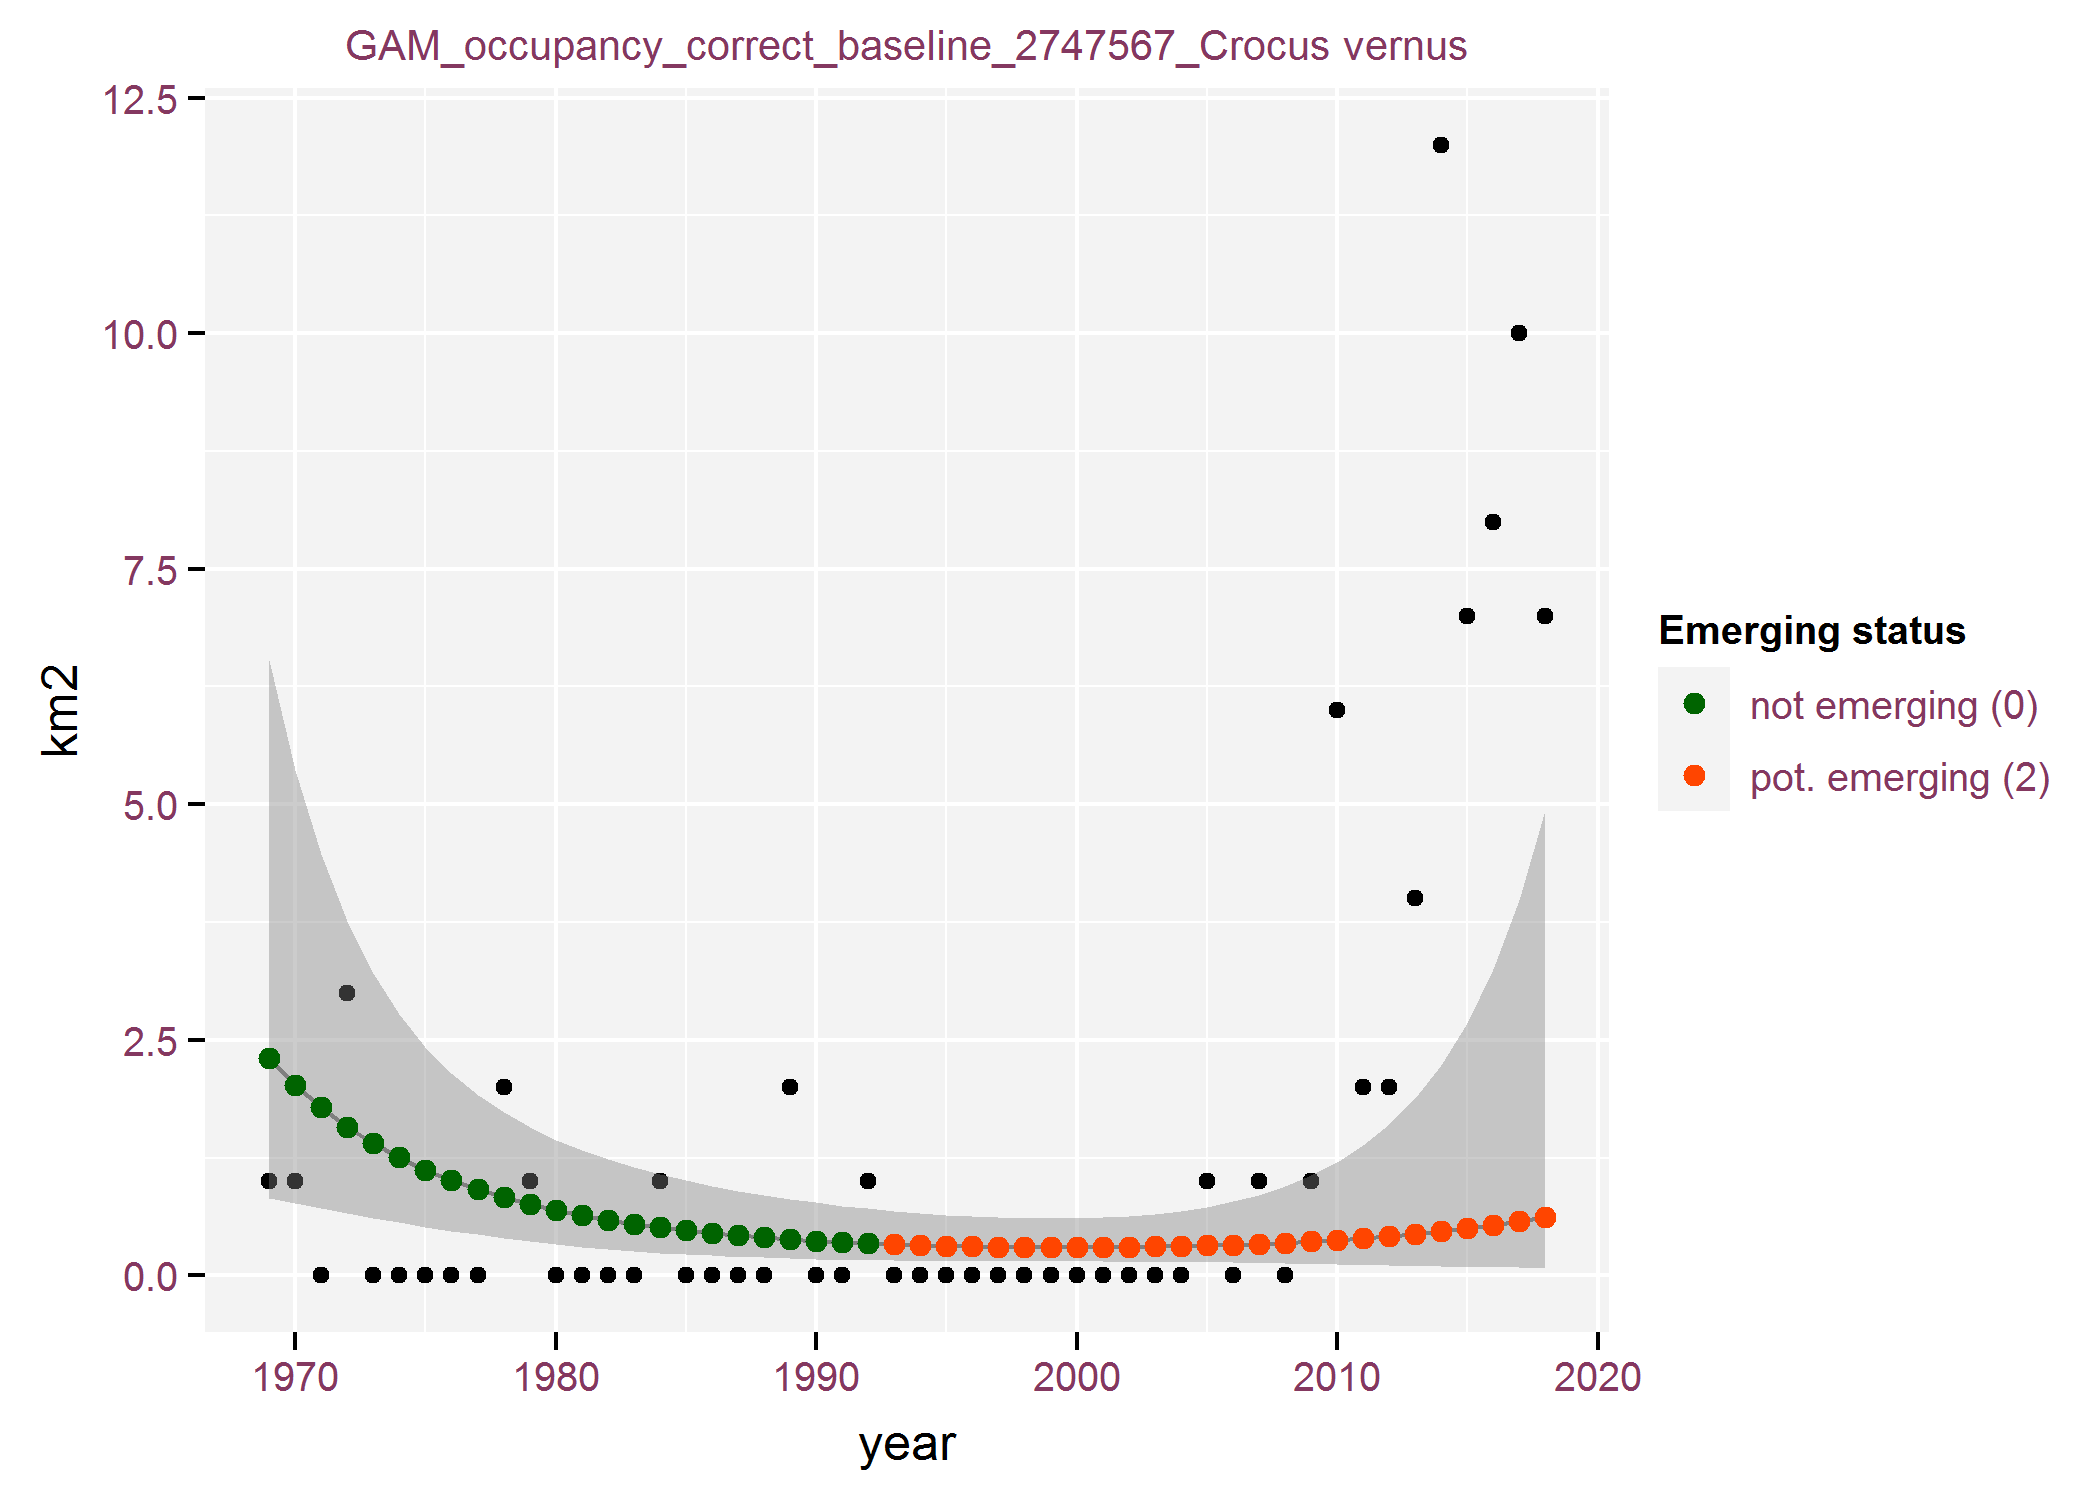 GAM_occupancy_correct_baseline_2747567_Crocus vernus
12.5
10.0
7.5
5.0
2.5
0.0
km2
1970 1980 1990 2000 2010 2020
year
Emerging status
not emerging (0)
pot. emerging (2)